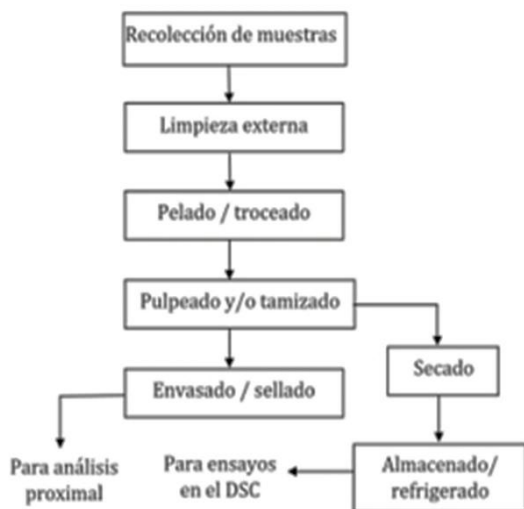 Recolección de muestras
Limpieza externa
Pelado / troceado
Pulpeado y/o tamizado
Envasado / sellado
Secado
Para análisis
proximal
Para ensayos
en el DSC
Almacenado/
refrigerado